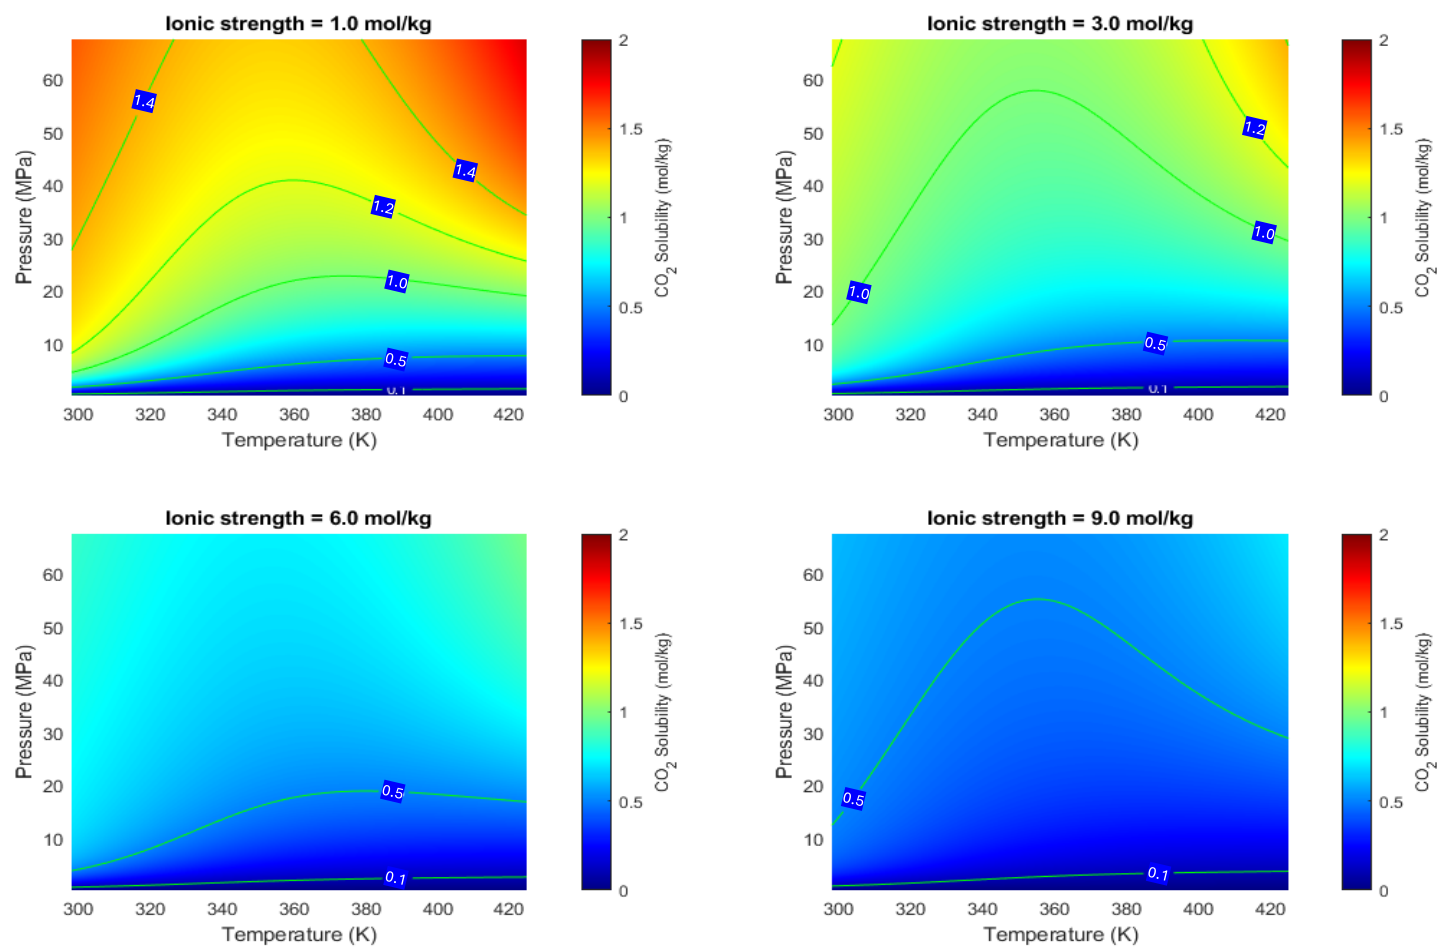 Ionic strength = 1.0 mol/kg
Pressure (MPa)
60
50
40
30
20
10
1.4
1.4
1.2
1.0
0.5
0.1
300 320 340 360 380 400 420
Temperature (K)
2
1.5
1
0.5
0
CO2 Solubility (mol/kg)
Ionic strength = 3.0 mol/kg
Pressure (MPa)
60
50
40
30
20
10
1.2
1.0
1.0
0.5
0.1
300 320 340 360 380 400 420
Temperature (K)
2
1.5
1
0.5
0
CO2 Solubility (mol/kg)
Ionic strength = 6.0 mol/kg
Pressure (MPa)
60
50
40
30
20
10
0.5
0.1
300 320 340 360 380 400 420
Temperature (K)
2
1.5
1
0.5
0
CO2 Solubility (mol/kg)
Ionic strength = 9.0 mol/kg
Pressure (MPa)
60
50
40
30
20
10
0.5
0.1
300 320 340 360 380 400 420
Temperature (K)
2
1.5
1
0.5
0
CO2 Solubility (mol/kg)